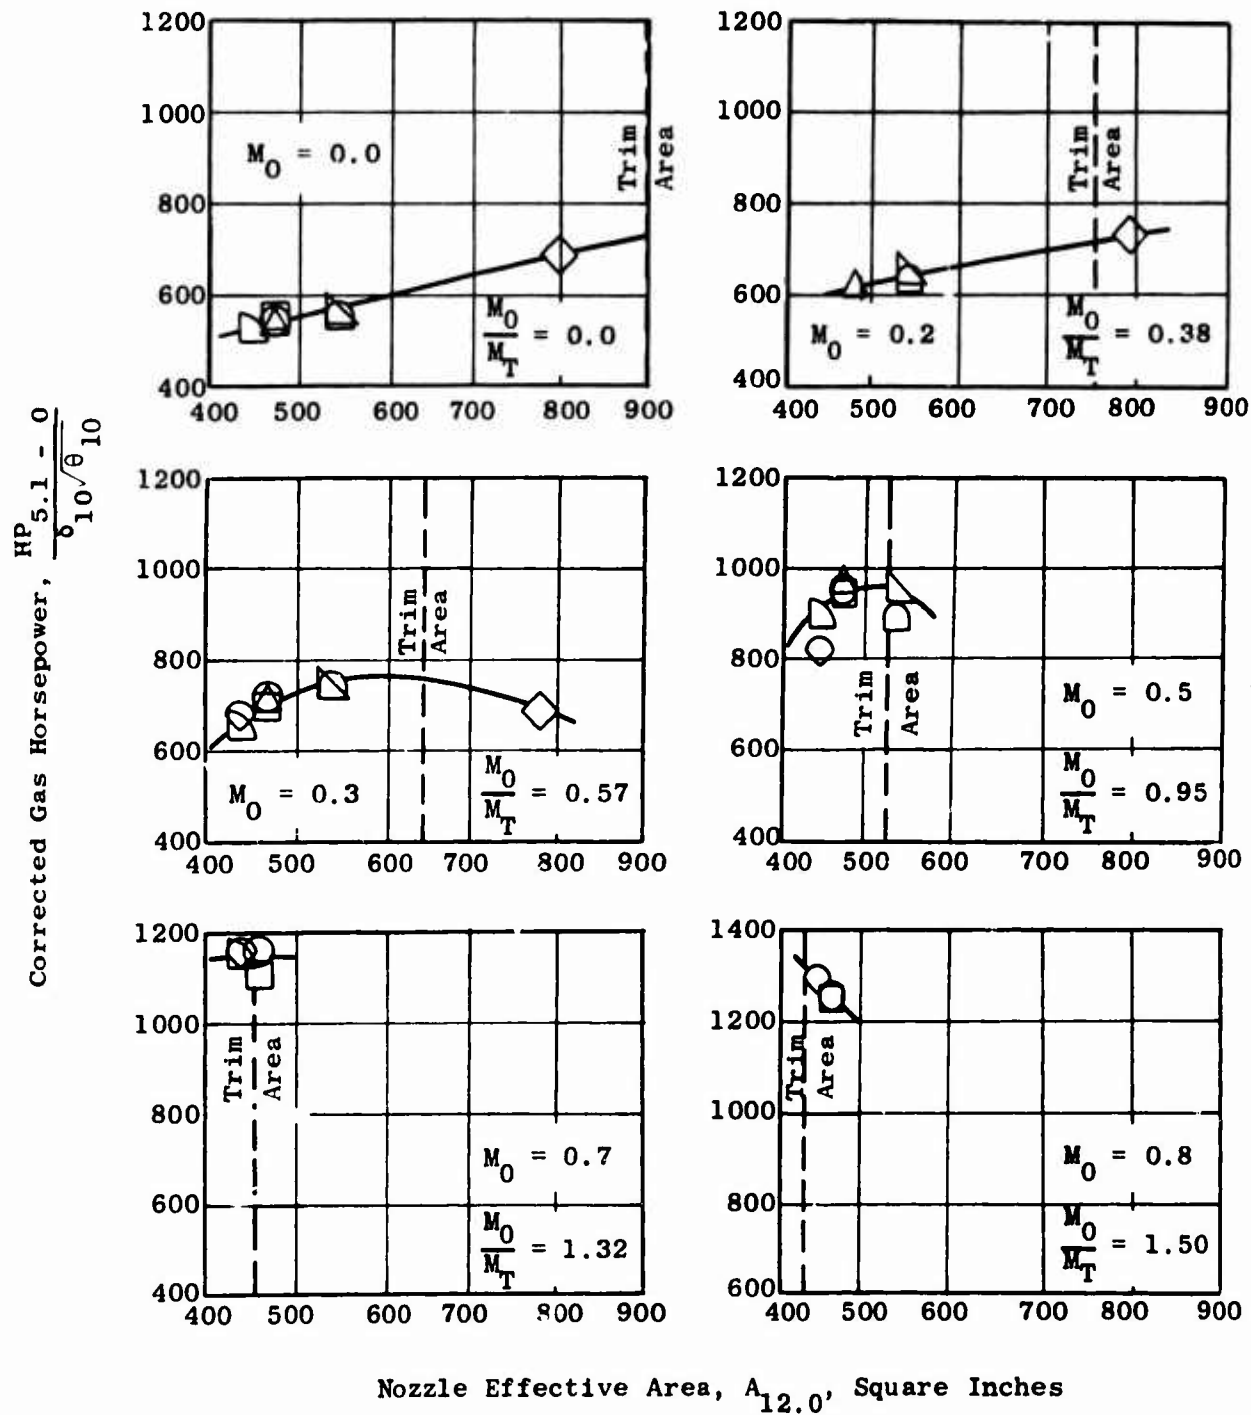 Corrected Gas Horsepower, HP5.1 - 0 / δ10√θ10
1200
1000
800
600
400
M0 = 0.0
Trim Area
M0/MT = 0.0
400 500 600 700 800 900
1200
1000
800
600
400
Trim Area
M0 = 0.2
M0/MT = 0.38
400 500 600 700 800 900
1200
1000
800
600
400
Trim Area
M0 = 0.3
M0/MT = 0.57
400 500 600 700 800 900
1200
1000
800
600
400
Trim Area
M0 = 0.5
M0/MT = 0.95
400 500 600 700 800 900
1200
1000
800
600
400
Trim Area
M0 = 0.7
M0/MT = 1.32
400 500 600 700 800 900
1400
1200
1000
800
600
Trim Area
M0 = 0.8
M0/MT = 1.50
400 500 600 700 800 900
Nozzle Effective Area, A12.0, Square Inches